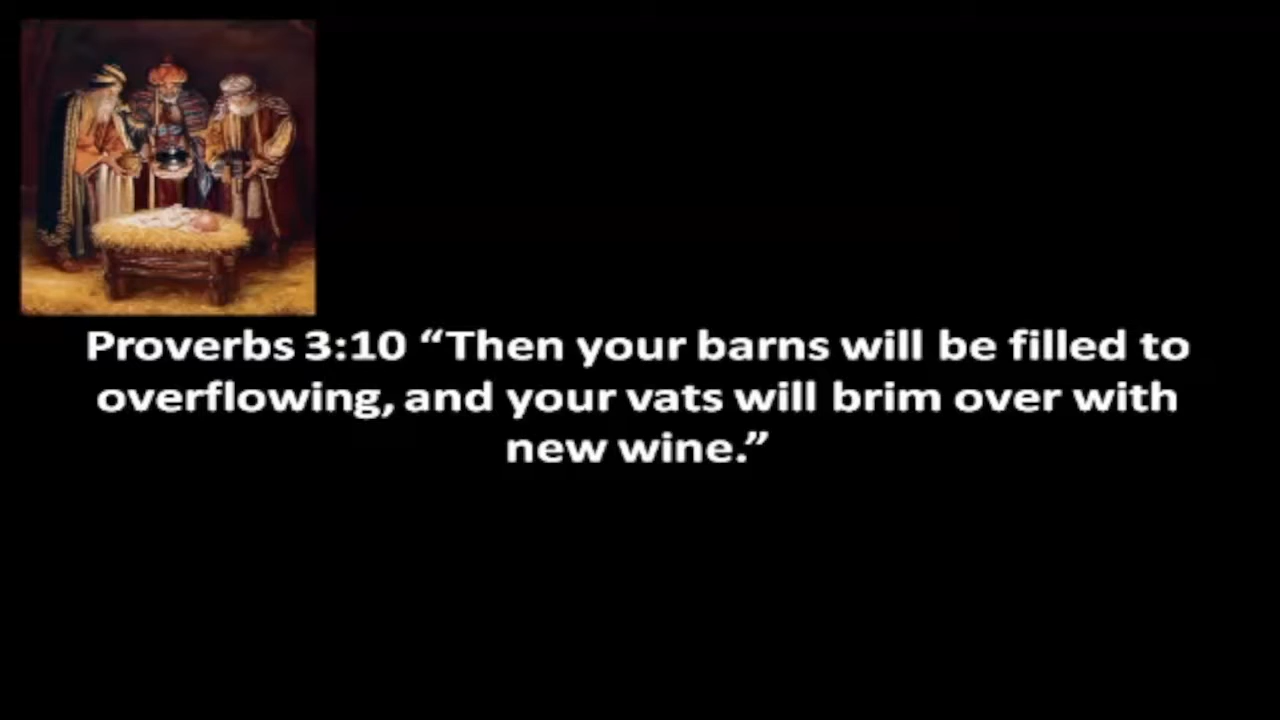 Proverbs 3:10 “Then your barns will be filled to
overflowing, and your vats will brim over with
new wine.”